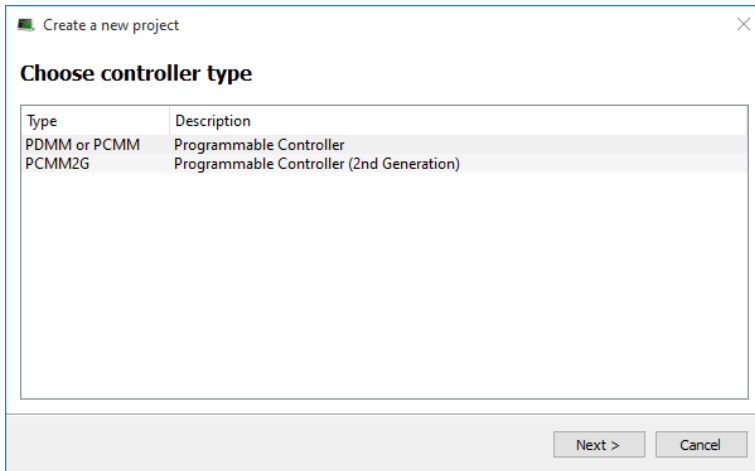 Create a new project
Choose controller type
Type Description
PDMM or PCMM Programmable Controller
PCMM2G Programmable Controller (2nd Generation)
Next > Cancel